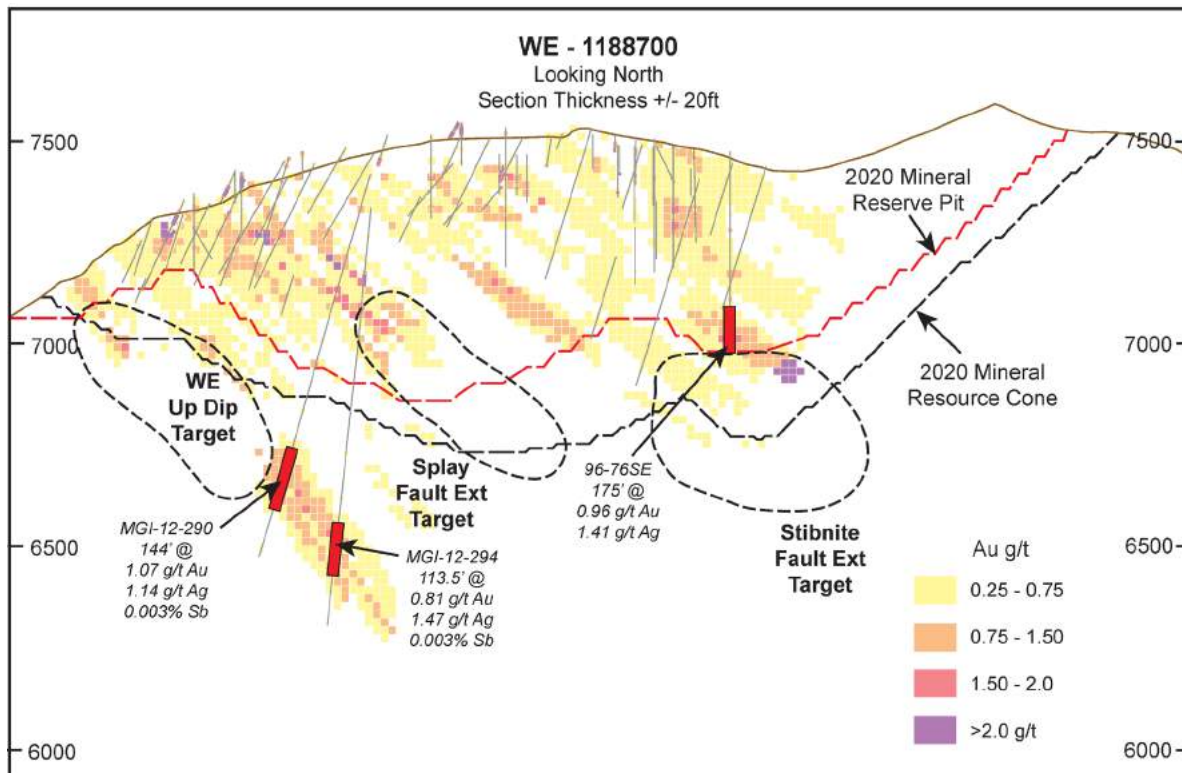 WE - 1188700
Looking North
Section Thickness +/- 20ft
7500
7500
2020 Mineral
Reserve Pit
7000
7000
2020 Mineral
Resource Cone
WE
Up Dip
Target
Splay
Fault Ext
Target
96-76SE
175' @
0.96 g/t Au
1.41 g/t Ag
Stibnite
Fault Ext
Target
MGI-12-290
144' @
1.07 g/t Au
1.14 g/t Ag
0.003% Sb
MGI-12-294
113.5' @
0.81 g/t Au
1.47 g/t Ag
0.003% Sb
6500
6500
Au g/t
0.25 - 0.75
0.75 - 1.50
1.50 - 2.0
>2.0 g/t
6000
6000